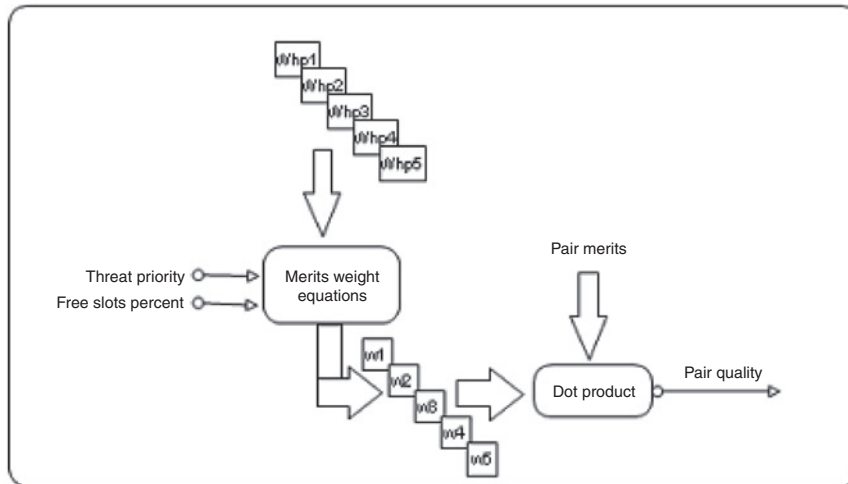 Whp1
Whp2
Whp3
Whp4
Whp5
Threat priority
Free slots percent
Merits weight
equations
Pair merits
w1
w2
w3
w4
w5
Dot product
Pair quality